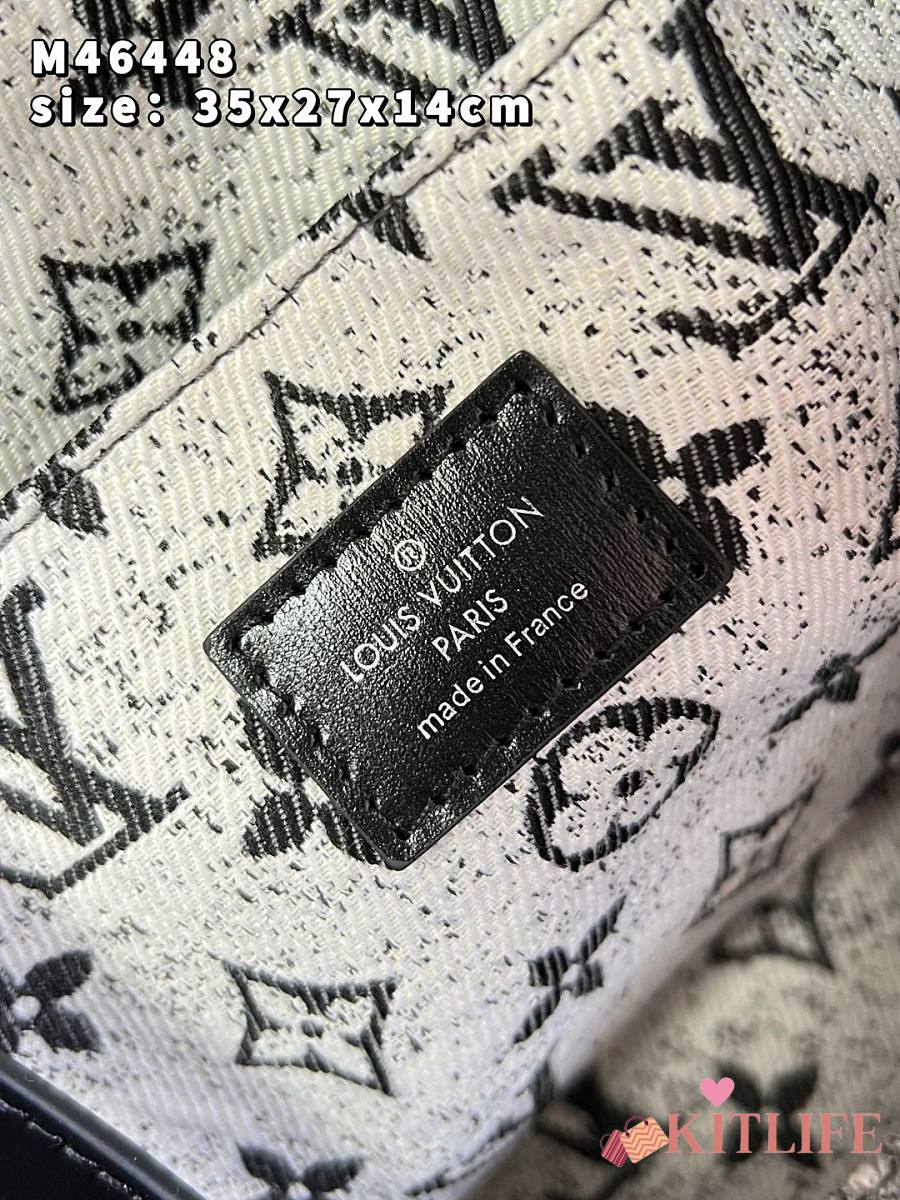 M46448
size: 35x27x14cm
®
LOUIS VUITTON
PARIS
made in France
KITLIFE